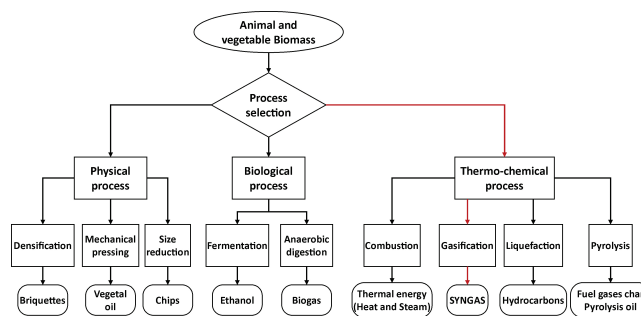 Animal and
vegetable Biomass
Process
selection
Physical
process
Biological
process
Thermo-chemical
process
Densification
Mechanical
pressing
Size
reduction
Fermentation
Anaerobic
digestion
Combustion
Gasification
Liquefaction
Pyrolysis
Briquettes
Vegetal
oil
Chips
Ethanol
Biogas
Thermal energy
(Heat and Steam)
SYNGAS
Hydrocarbons
Fuel gases char
Pyrolysis oil